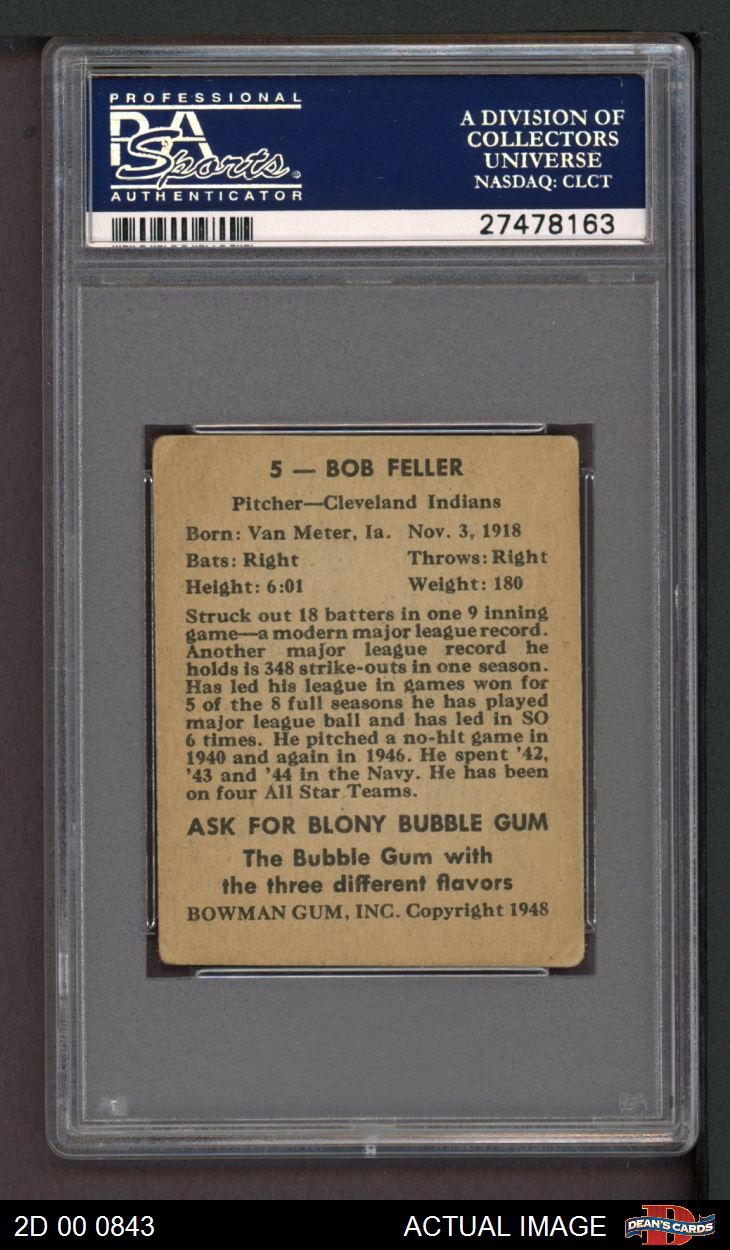 PROFESSIONAL
PSA
Sports
AUTHENTICATOR
A DIVISION OF
COLLECTORS
UNIVERSE
NASDAQ: CLCT
27478163
5 — BOB FELLER
Pitcher—Cleveland Indians
Born: Van Meter, Ia. Nov. 3, 1918
Bats: Right Throws: Right
Height: 6:01 Weight: 180
Struck out 18 batters in one 9 inning
game—a modern major league record.
Another major league record he
holds is 348 strike-outs in one season.
Has led his league in games won for
5 of the 8 full seasons he has played
major league ball and has led in SO
6 times. He pitched a no-hit game in
1940 and again in 1946. He spent '42,
'43 and '44 in the Navy. He has been
on four All Star Teams.
ASK FOR BLONY BUBBLE GUM
The Bubble Gum with
the three different flavors
BOWMAN GUM, INC. Copyright 1948
2D 00 0843
ACTUAL IMAGE
DEAN'S CARDS